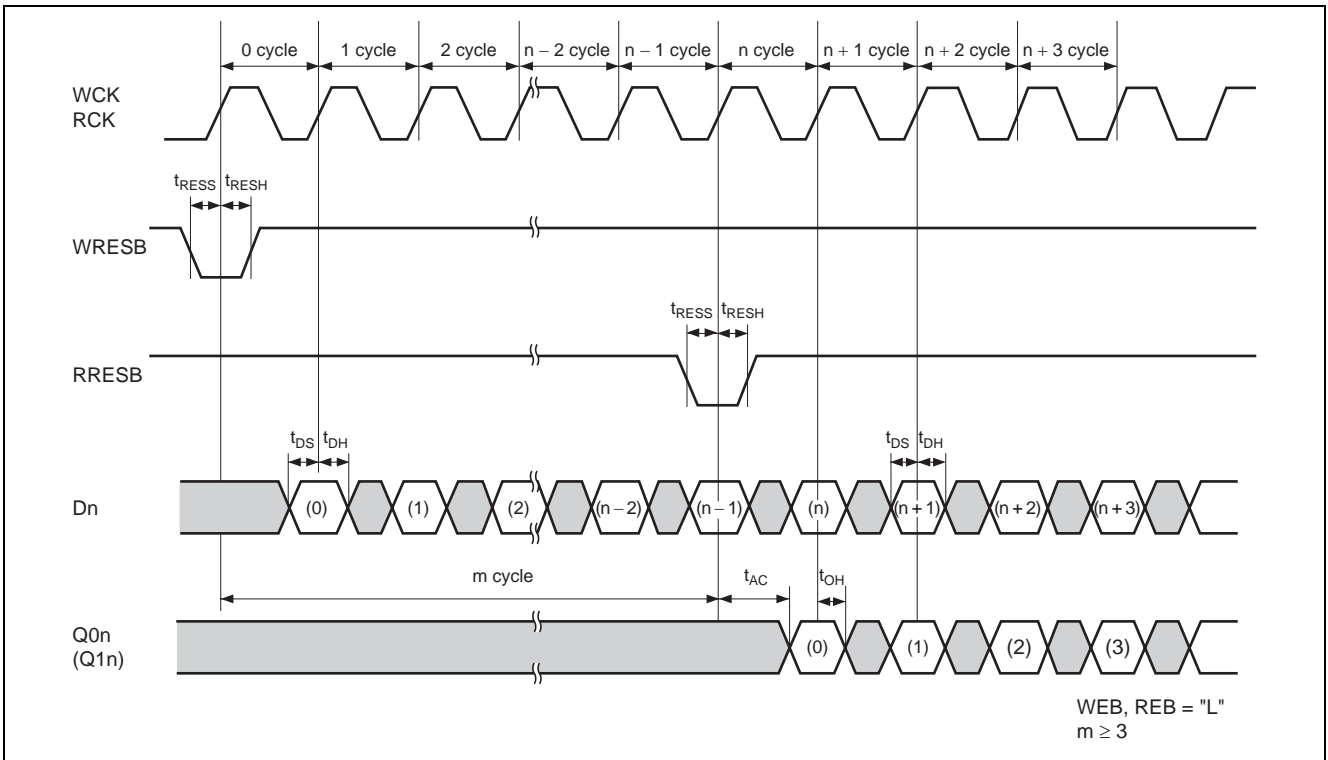 0 cycle 1 cycle 2 cycle n – 2 cycle n – 1 cycle n cycle n + 1 cycle n + 2 cycle n + 3 cycle
WCK
RCK
tRESS tRESH
WRESB
tRESS tRESH
RRESB
tDS tDH tDS tDH
Dn (0) (1) (2) (n – 2) (n – 1) (n) (n + 1) (n + 2) (n + 3)
m cycle tAC tOH
Q0n
(Q1n) (0) (1) (2) (3)
WEB, REB = "L"
m ≥ 3